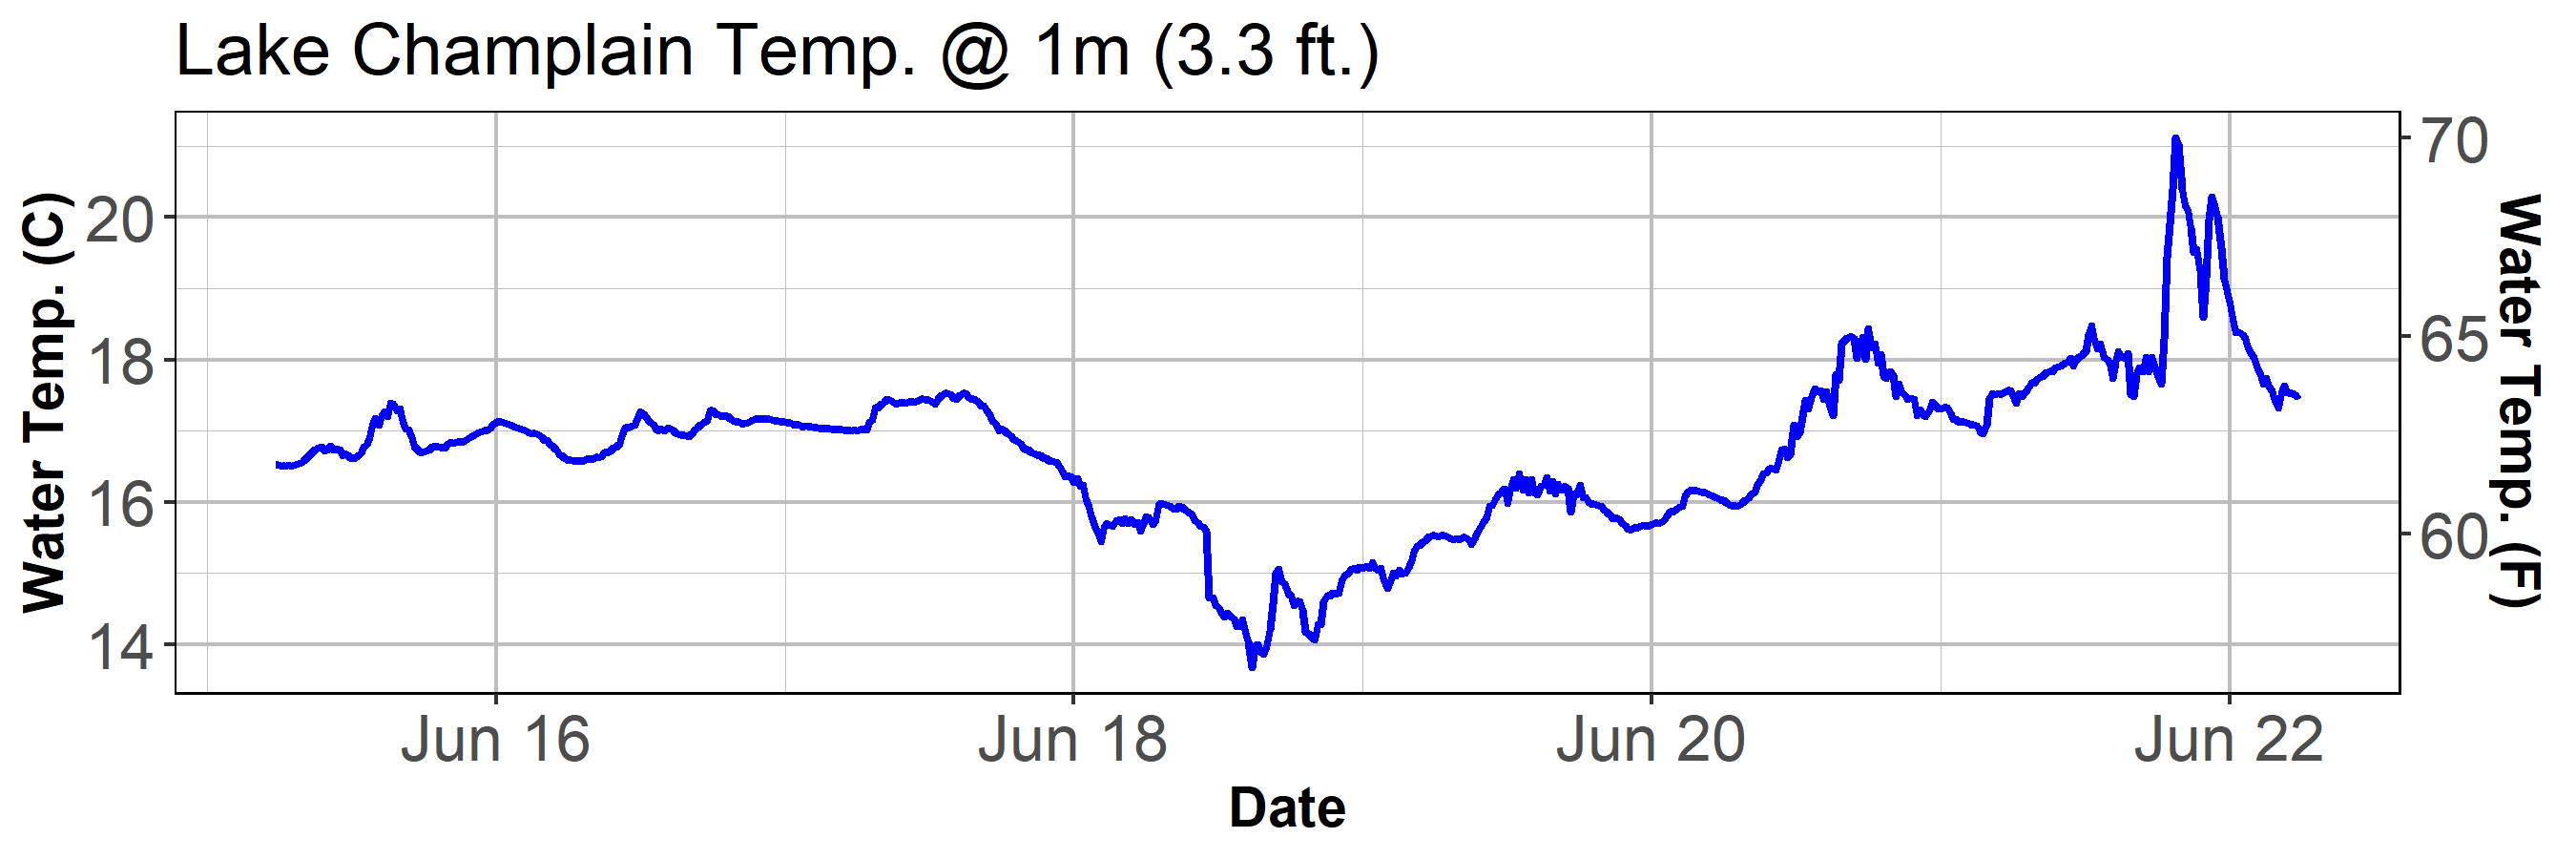 Lake Champlain Temp. @ 1m (3.3 ft.)
Water Temp. (C)
20
18
16
14
70
65
60
Water Temp. (F)
Jun 16
Jun 18
Jun 20
Jun 22
Date